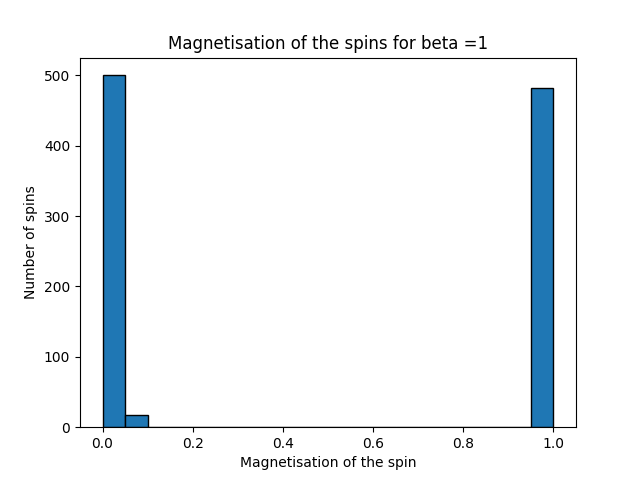 Magnetisation of the spins for beta =1
Number of spins
500
400
300
200
100
0
0.0 0.2 0.4 0.6 0.8 1.0
Magnetisation of the spin